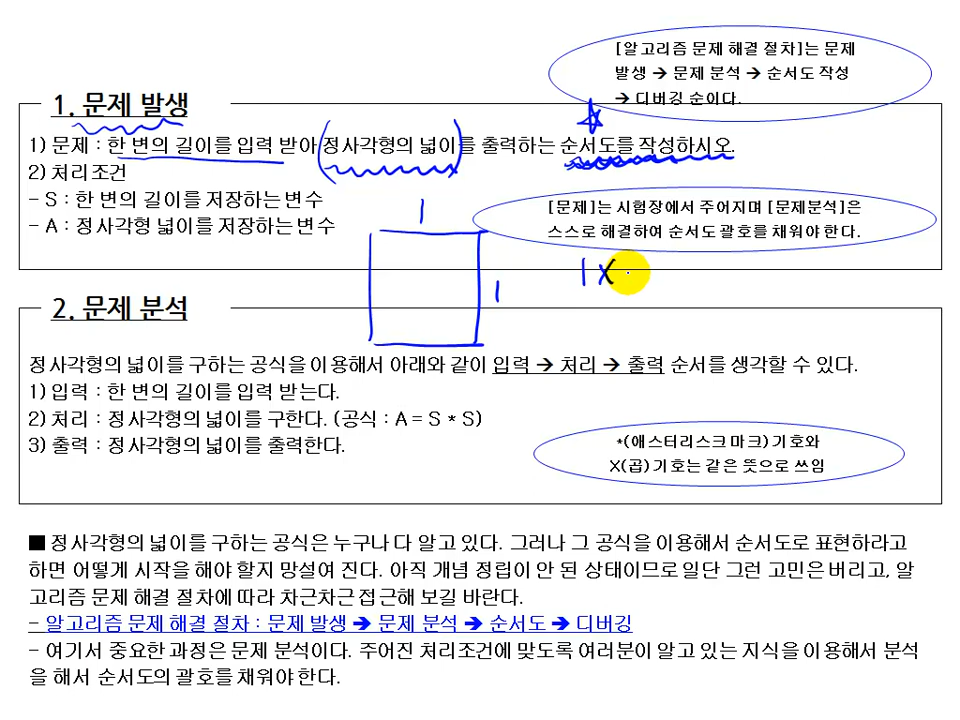 [알고리즘 문제 해결 절차]는 문제
발생 → 문제 분석 → 순서도 작성
→ 디버깅 순이다.
1. 문제 발생
1) 문제 : 한 변의 길이를 입력 받아 정사각형의 넓이를 출력하는 순서도를 작성하시오.
2) 처리조건
- S : 한 변의 길이를 저장하는 변수
- A : 정사각형 넓이를 저장하는 변수
[문제]는 시험장에서 주어지며 [문제분석]은
스스로 해결하여 순서도 괄호를 채워야 한다.
1
1
1 X
2. 문제 분석
정사각형의 넓이를 구하는 공식을 이용해서 아래와 같이 입력 → 처리 → 출력 순서를 생각할 수 있다.
1) 입력 : 한 변의 길이를 입력 받는다.
2) 처리 : 정사각형의 넓이를 구한다. (공식 : A = S * S)
3) 출력 : 정사각형의 넓이를 출력한다.
*(애스터리스크 마크) 기호와
X(곱) 기호는 같은 뜻으로 쓰임
■ 정사각형의 넓이를 구하는 공식은 누구나 다 알고 있다. 그러나 그 공식을 이용해서 순서도로 표현하라고
하면 어떻게 시작을 해야 할지 망설여 진다. 아직 개념 정립이 안 된 상태이므로 일단 그런 고민은 버리고, 알
고리즘 문제 해결 절차에 따라 차근차근 접근해 보길 바란다.
- 알고리즘 문제 해결 절차 : 문제 발생 → 문제 분석 → 순서도 → 디버깅
- 여기서 중요한 과정은 문제 분석이다. 주어진 처리조건에 맞도록 여러분이 알고 있는 지식을 이용해서 분석
을 해서 순서도의 괄호를 채워야 한다.